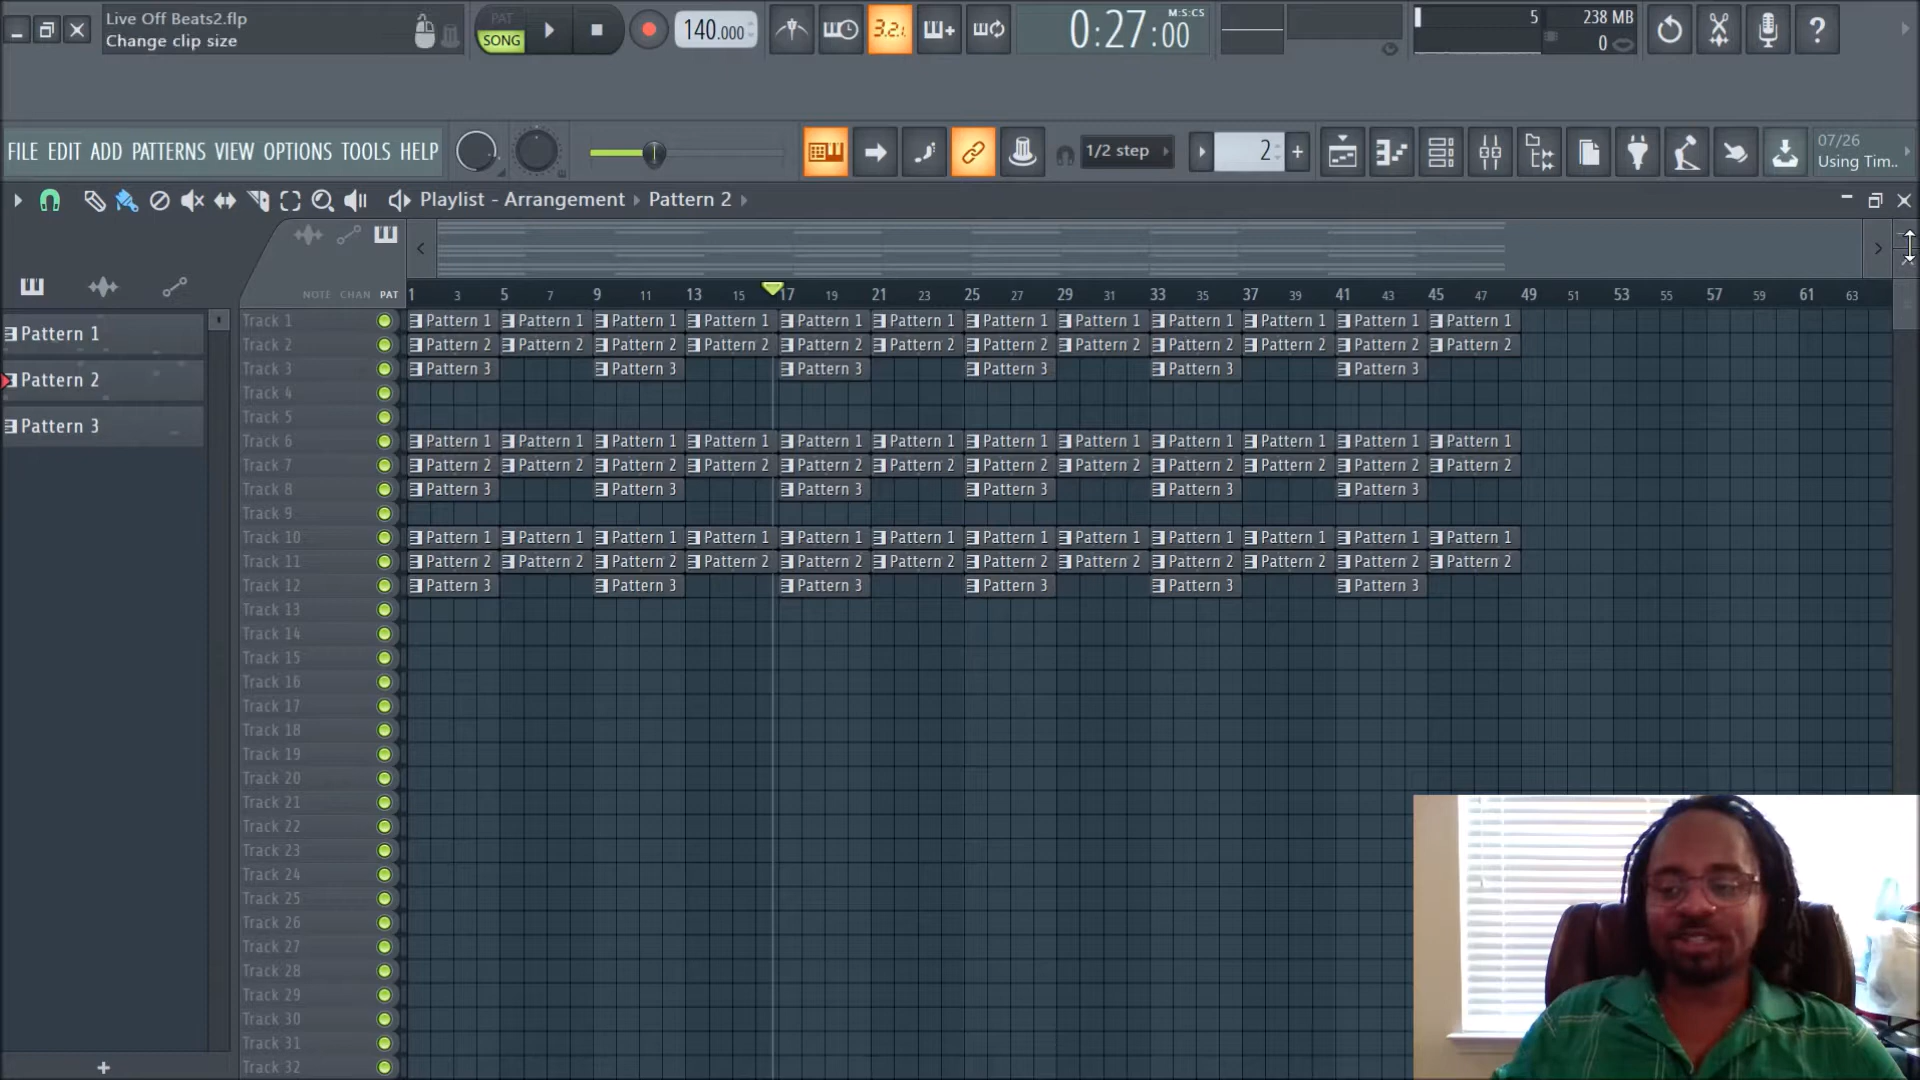 Live Off Beats2.flp
Change clip size
PAT
SONG
140.000
3.2.
0:27:00
M:S:CS
5
238 MB
0
?
FILE EDIT ADD PATTERNS VIEW OPTIONS TOOLS HELP
1/2 step
2
+
07/26
Using Tim..
Playlist - Arrangement
Pattern 2
NOTE CHAN PAT
1 3 5 7 9 11 13 15 17 19 21 23 25 27 29 31 33 35 37 39 41 43 45 47 49 51 53 55 57 59 61 63
Pattern 1
Pattern 2
Pattern 3
+
Track 1 Pattern 1 Pattern 1 Pattern 1 Pattern 1 Pattern 1 Pattern 1 Pattern 1 Pattern 1 Pattern 1 Pattern 1 Pattern 1 Pattern 1
Track 2 Pattern 2 Pattern 2 Pattern 2 Pattern 2 Pattern 2 Pattern 2 Pattern 2 Pattern 2 Pattern 2 Pattern 2 Pattern 2 Pattern 2
Track 3 Pattern 3 Pattern 3 Pattern 3 Pattern 3 Pattern 3 Pattern 3
Track 4
Track 5
Track 6 Pattern 1 Pattern 1 Pattern 1 Pattern 1 Pattern 1 Pattern 1 Pattern 1 Pattern 1 Pattern 1 Pattern 1 Pattern 1 Pattern 1
Track 7 Pattern 2 Pattern 2 Pattern 2 Pattern 2 Pattern 2 Pattern 2 Pattern 2 Pattern 2 Pattern 2 Pattern 2 Pattern 2 Pattern 2
Track 8 Pattern 3 Pattern 3 Pattern 3 Pattern 3 Pattern 3 Pattern 3
Track 9
Track 10 Pattern 1 Pattern 1 Pattern 1 Pattern 1 Pattern 1 Pattern 1 Pattern 1 Pattern 1 Pattern 1 Pattern 1 Pattern 1 Pattern 1
Track 11 Pattern 2 Pattern 2 Pattern 2 Pattern 2 Pattern 2 Pattern 2 Pattern 2 Pattern 2 Pattern 2 Pattern 2 Pattern 2 Pattern 2
Track 12 Pattern 3 Pattern 3 Pattern 3 Pattern 3 Pattern 3 Pattern 3
Track 13
Track 14
Track 15
Track 16
Track 17
Track 18
Track 19
Track 20
Track 21
Track 22
Track 23
Track 24
Track 25
Track 26
Track 27
Track 28
Track 29
Track 30
Track 31
Track 32